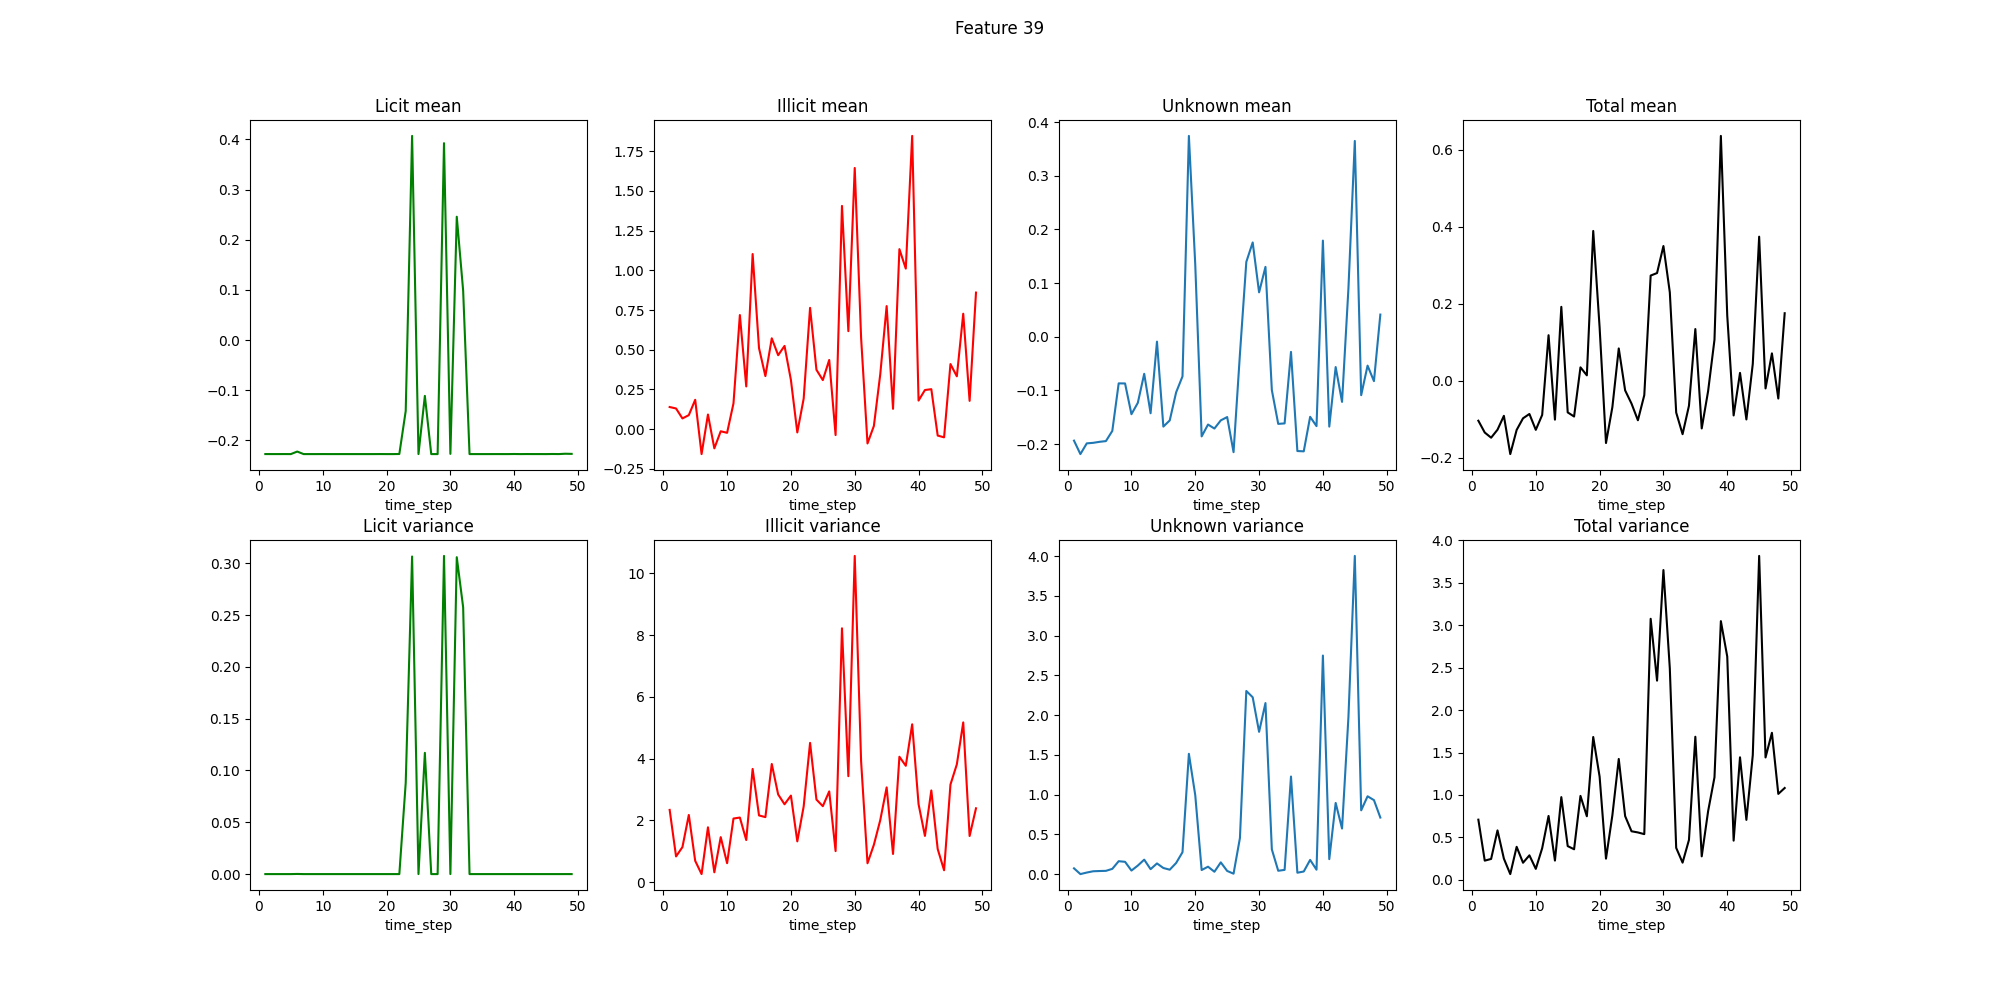 Feature 39
Licit mean
Illicit mean
Unknown mean
Total mean
0.4
0.3
0.2
0.1
0.0
−0.1
−0.2
0 10 20 30 40 50
time_step
1.75
1.50
1.25
1.00
0.75
0.50
0.25
0.00
−0.25
0 10 20 30 40 50
time_step
0.4
0.3
0.2
0.1
0.0
−0.1
−0.2
0 10 20 30 40 50
time_step
0.6
0.4
0.2
0.0
−0.2
0 10 20 30 40 50
time_step
Licit variance
Illicit variance
Unknown variance
Total variance
0.30
0.25
0.20
0.15
0.10
0.05
0.00
0 10 20 30 40 50
time_step
10
8
6
4
2
0
0 10 20 30 40 50
time_step
4.0
3.5
3.0
2.5
2.0
1.5
1.0
0.5
0.0
0 10 20 30 40 50
time_step
4.0
3.5
3.0
2.5
2.0
1.5
1.0
0.5
0.0
0 10 20 30 40 50
time_step